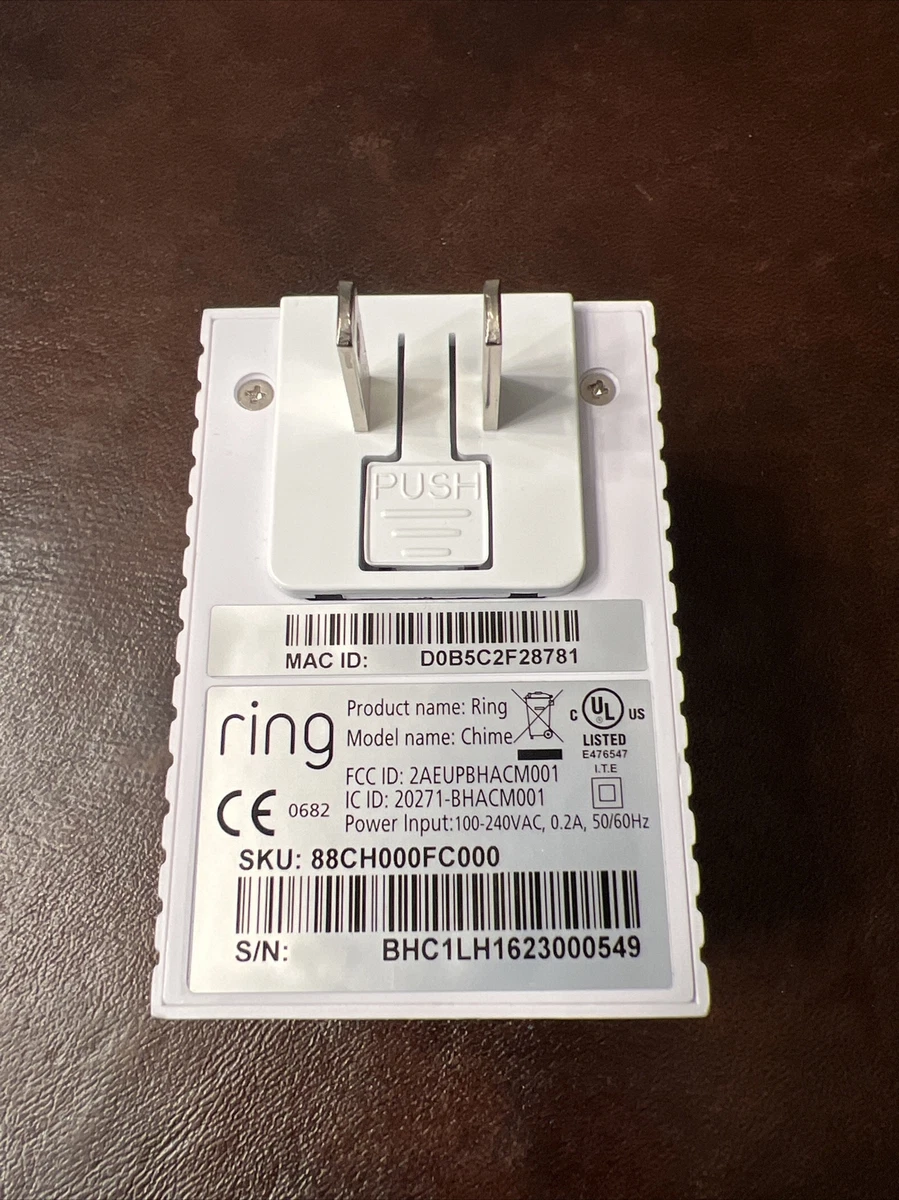 PUSH
MAC ID: D0B5C2F28781
ring
Product name: Ring
Model name: Chime
C UL US
®
LISTED
E476547
I.T.E
FCC ID: 2AEUPBHACM001
IC ID: 20271-BHACM001
CE 0682
Power Input:100-240VAC, 0.2A, 50/60Hz
SKU: 88CH000FC000
S/N: BHC1LH1623000549